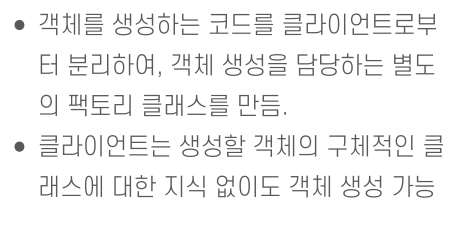 • 객체를 생성하는 코드를 클라이언트로부
터 분리하여, 객체 생성을 담당하는 별도
의 팩토리 클래스를 만듬.
• 클라이언트는 생성할 객체의 구체적인 클
래스에 대한 지식 없이도 객체 생성 가능